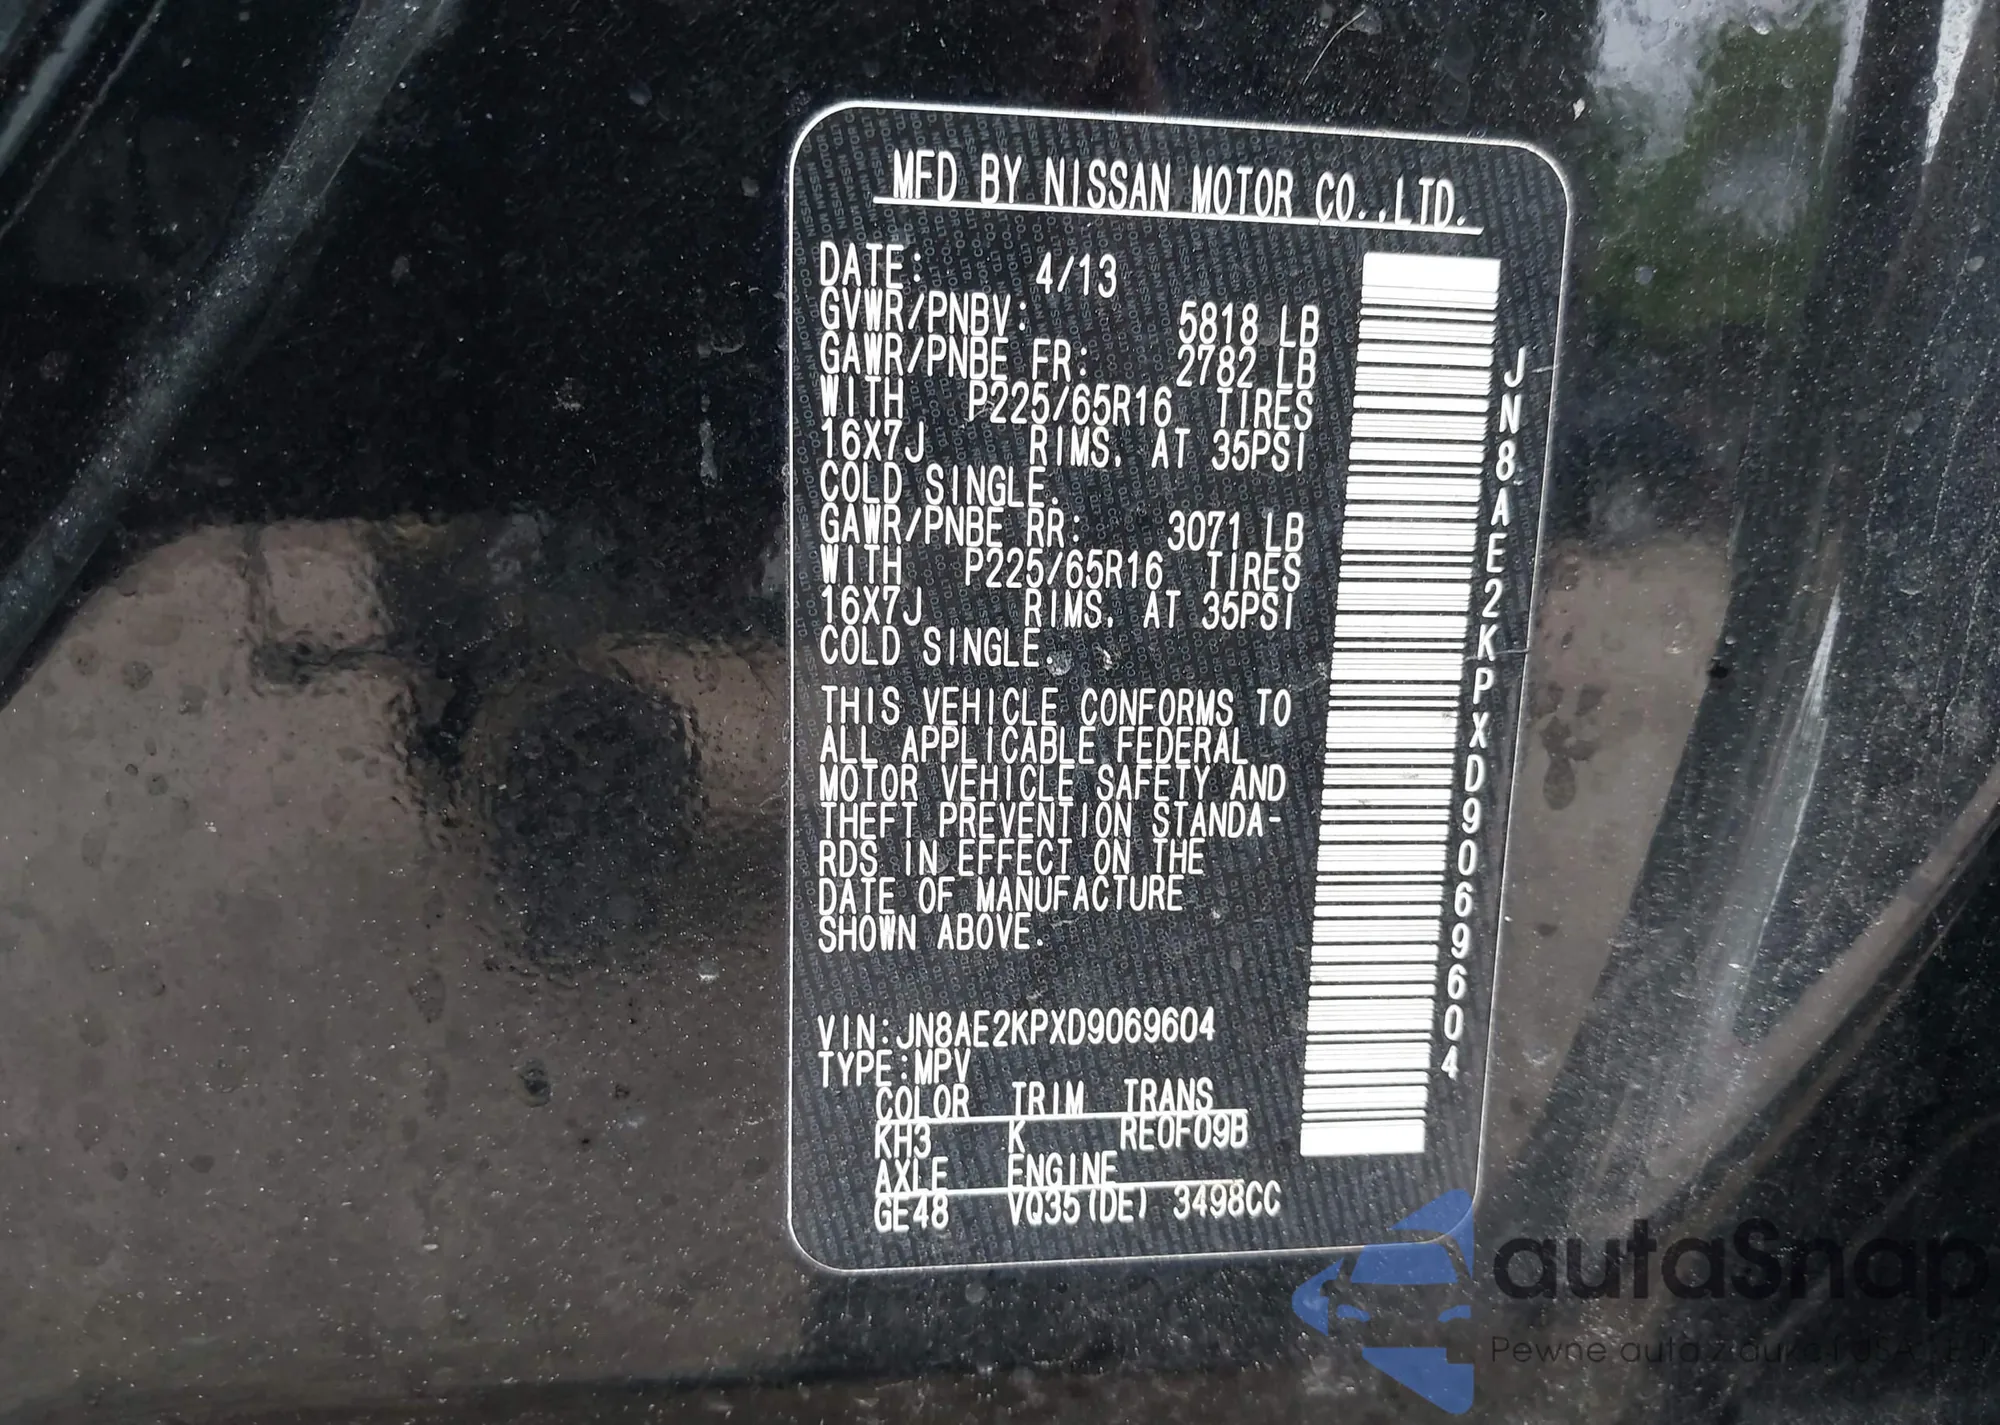 MFD BY NISSAN MOTOR CO.,LTD.
DATE: 4/13
GVWR/PNBV: 5818 LB
GAWR/PNBE FR: 2782 LB
WITH P225/65R16 TIRES
16X7J RIMS. AT 35PSI
COLD SINGLE.
GAWR/PNBE RR: 3071 LB
WITH P225/65R16 TIRES
16X7J RIMS. AT 35PSI
COLD SINGLE.
THIS VEHICLE CONFORMS TO
ALL APPLICABLE FEDERAL
MOTOR VEHICLE SAFETY AND
THEFT PREVENTION STANDA-
RDS IN EFFECT ON THE
DATE OF MANUFACTURE
SHOWN ABOVE.
VIN:JN8AE2KPXD9069604
TYPE:MPV
COLOR TRIM TRANS
KH3 K RE0F09B
AXLE ENGINE
GE48 VQ35(DE) 3498CC
JN8AE2KPXD9069604
autaSnap
Pewne auta z